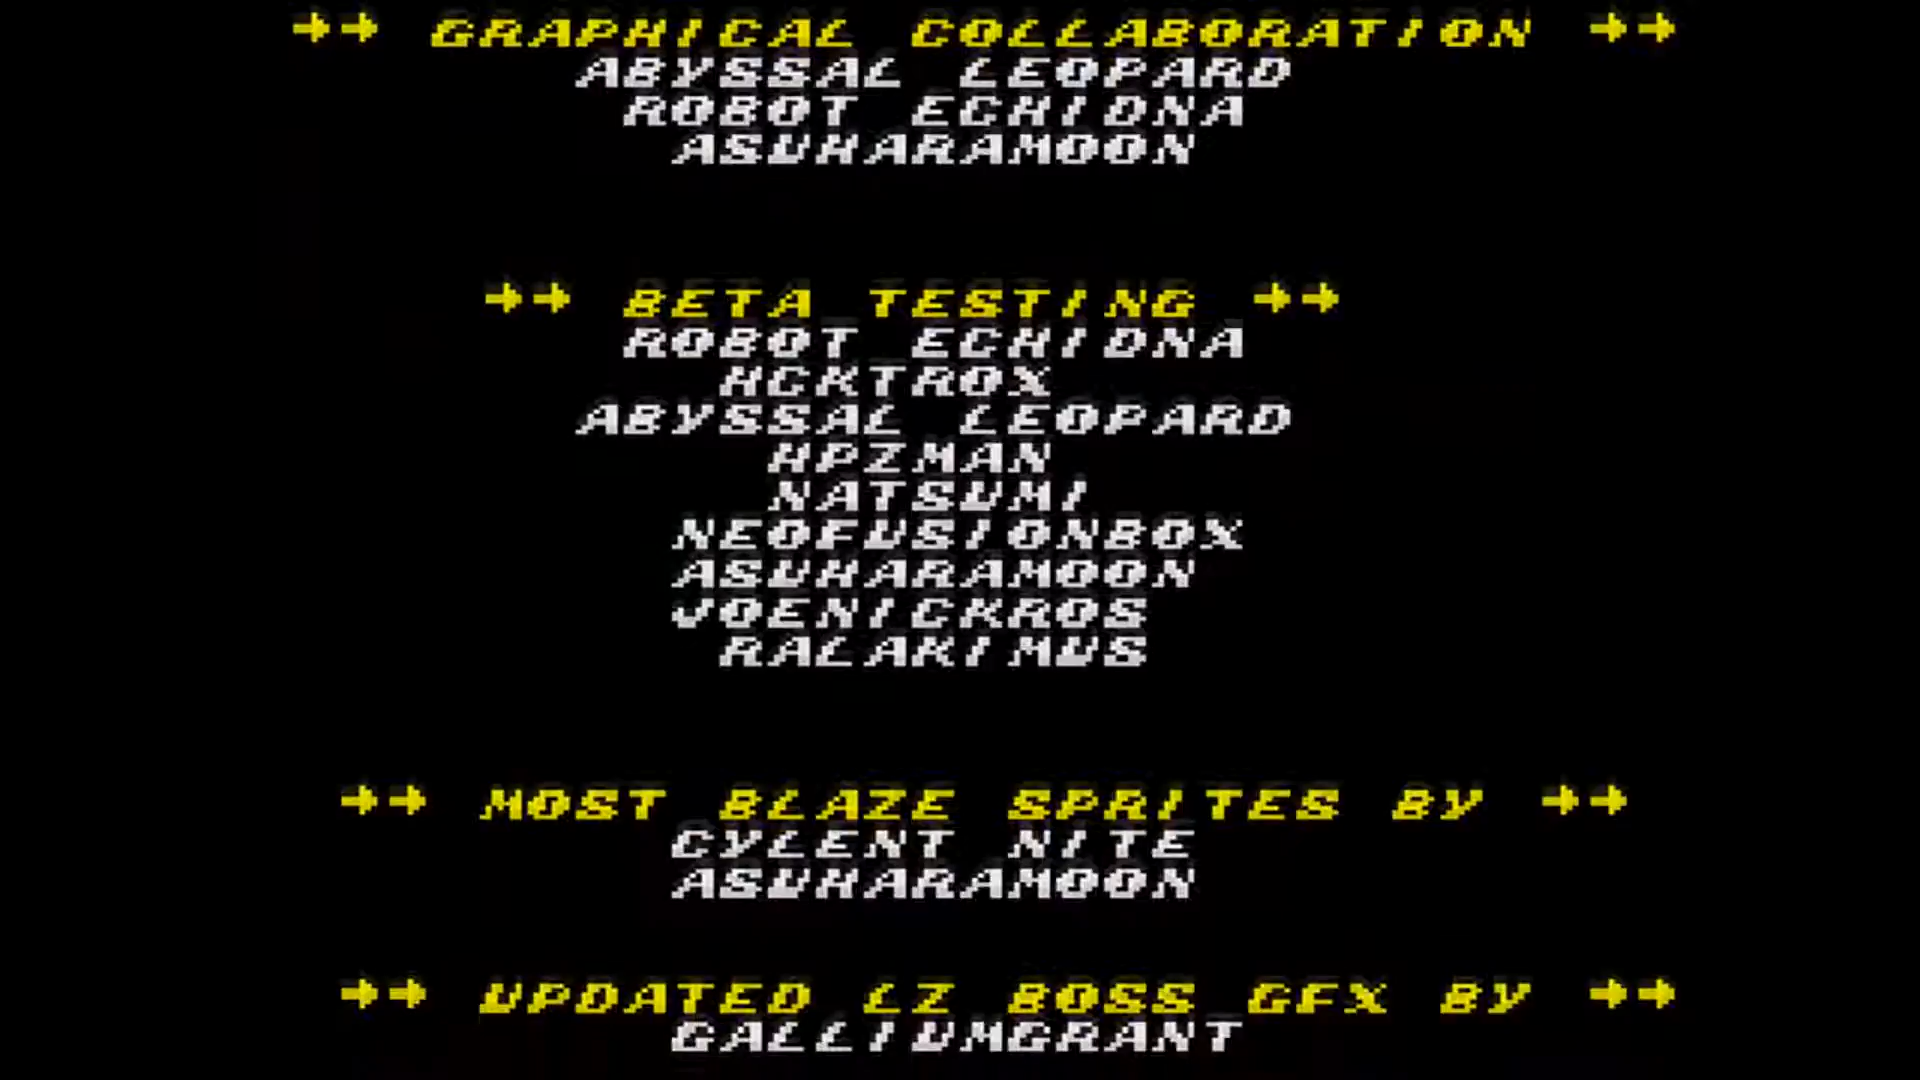 →→ GRAPHICAL COLLABORATION →→
ABYSSAL LEOPARD
ROBOT ECHIDNA
ASUHARAMOON
→→ BETA TESTING →→
ROBOT ECHIDNA
HCKTROX
ABYSSAL LEOPARD
HPZMAN
NATSUMI
NEOFUSIONBOX
ASUHARAMOON
JOENICKROS
RALAKIMUS
→→ MOST BLAZE SPRITES BY →→
CYLENT NITE
ASUHARAMOON
→→ UPDATED LZ BOSS GFX BY →→
GALLIUMGRANT